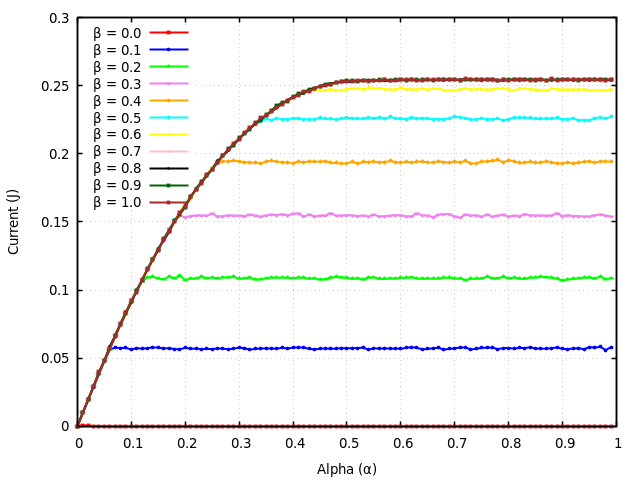 0.3
0.25
0.2
0.15
0.1
0.05
0
Current (J)
β = 0.0
β = 0.1
β = 0.2
β = 0.3
β = 0.4
β = 0.5
β = 0.6
β = 0.7
β = 0.8
β = 0.9
β = 1.0
0 0.1 0.2 0.3 0.4 0.5 0.6 0.7 0.8 0.9 1
Alpha (α)